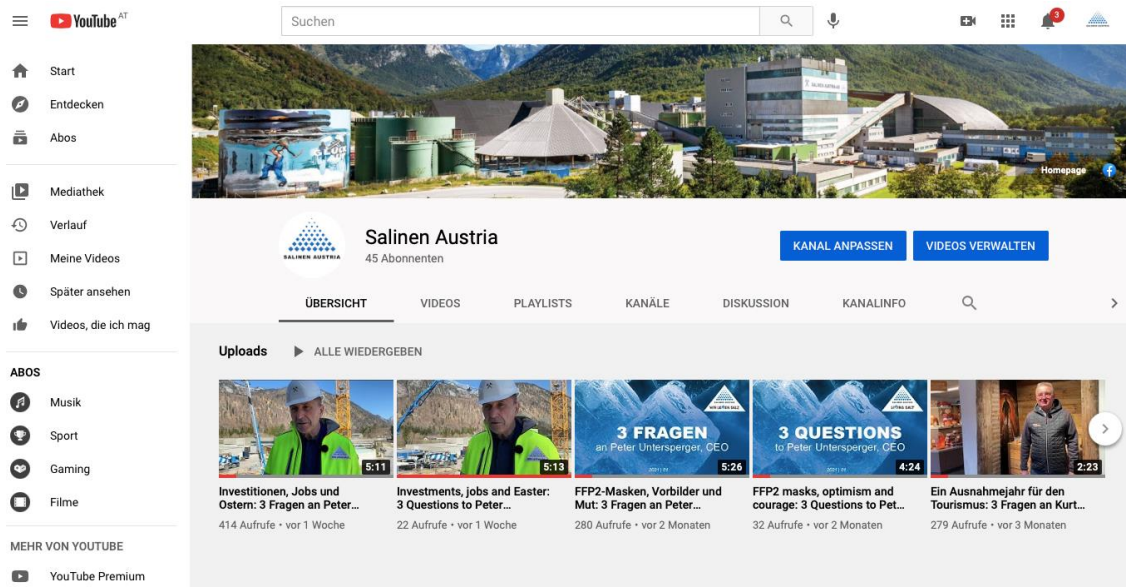 YouTube AT
Suchen
3
Start
Entdecken
Abos
Mediathek
Verlauf
Meine Videos
Später ansehen
Videos, die ich mag
ABOS
Musik
Sport
Gaming
Filme
MEHR VON YOUTUBE
YouTube Premium
SALINEN AUSTRIA
Homepage
SALINEN AUSTRIA
Salinen Austria
45 Abonnenten
KANAL ANPASSEN
VIDEOS VERWALTEN
ÜBERSICHT
VIDEOS
PLAYLISTS
KANÄLE
DISKUSSION
KANALINFO
Uploads
ALLE WIEDERGEBEN
5:11
Investitionen, Jobs und
Ostern: 3 Fragen an Peter...
414 Aufrufe • vor 1 Woche
5:13
Investments, jobs and Easter:
3 Questions to Peter...
22 Aufrufe • vor 1 Woche
3 FRAGEN
an Peter Untersperger, CEO
5:26
FFP2-Masken, Vorbilder und
Mut: 3 Fragen an Peter...
280 Aufrufe • vor 2 Monaten
3 QUESTIONS
to Peter Untersperger, CEO
4:24
FFP2 masks, optimism and
courage: 3 Questions to Pet...
32 Aufrufe • vor 2 Monaten
2:23
Ein Ausnahmejahr für den
Tourismus: 3 Fragen an Kurt...
279 Aufrufe • vor 3 Monaten